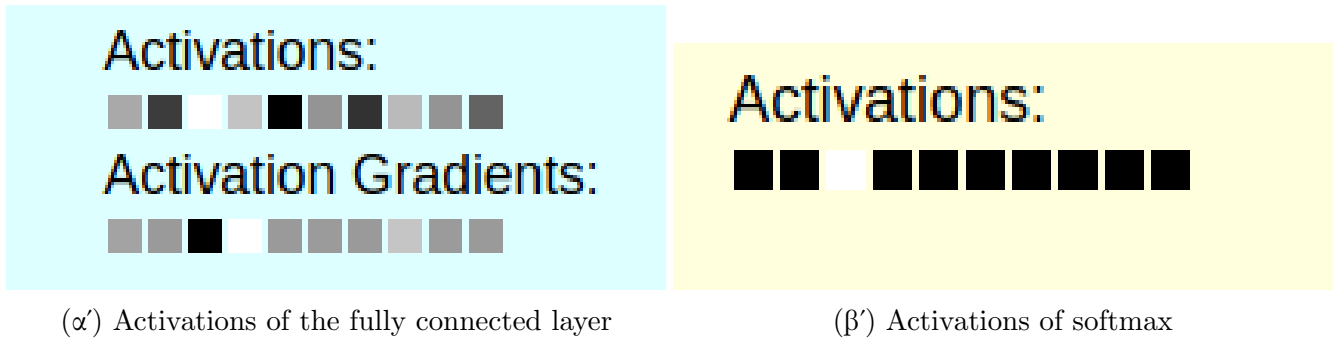 Activations:
Activation Gradients:
(α′) Activations of the fully connected layer
Activations:
(β′) Activations of softmax